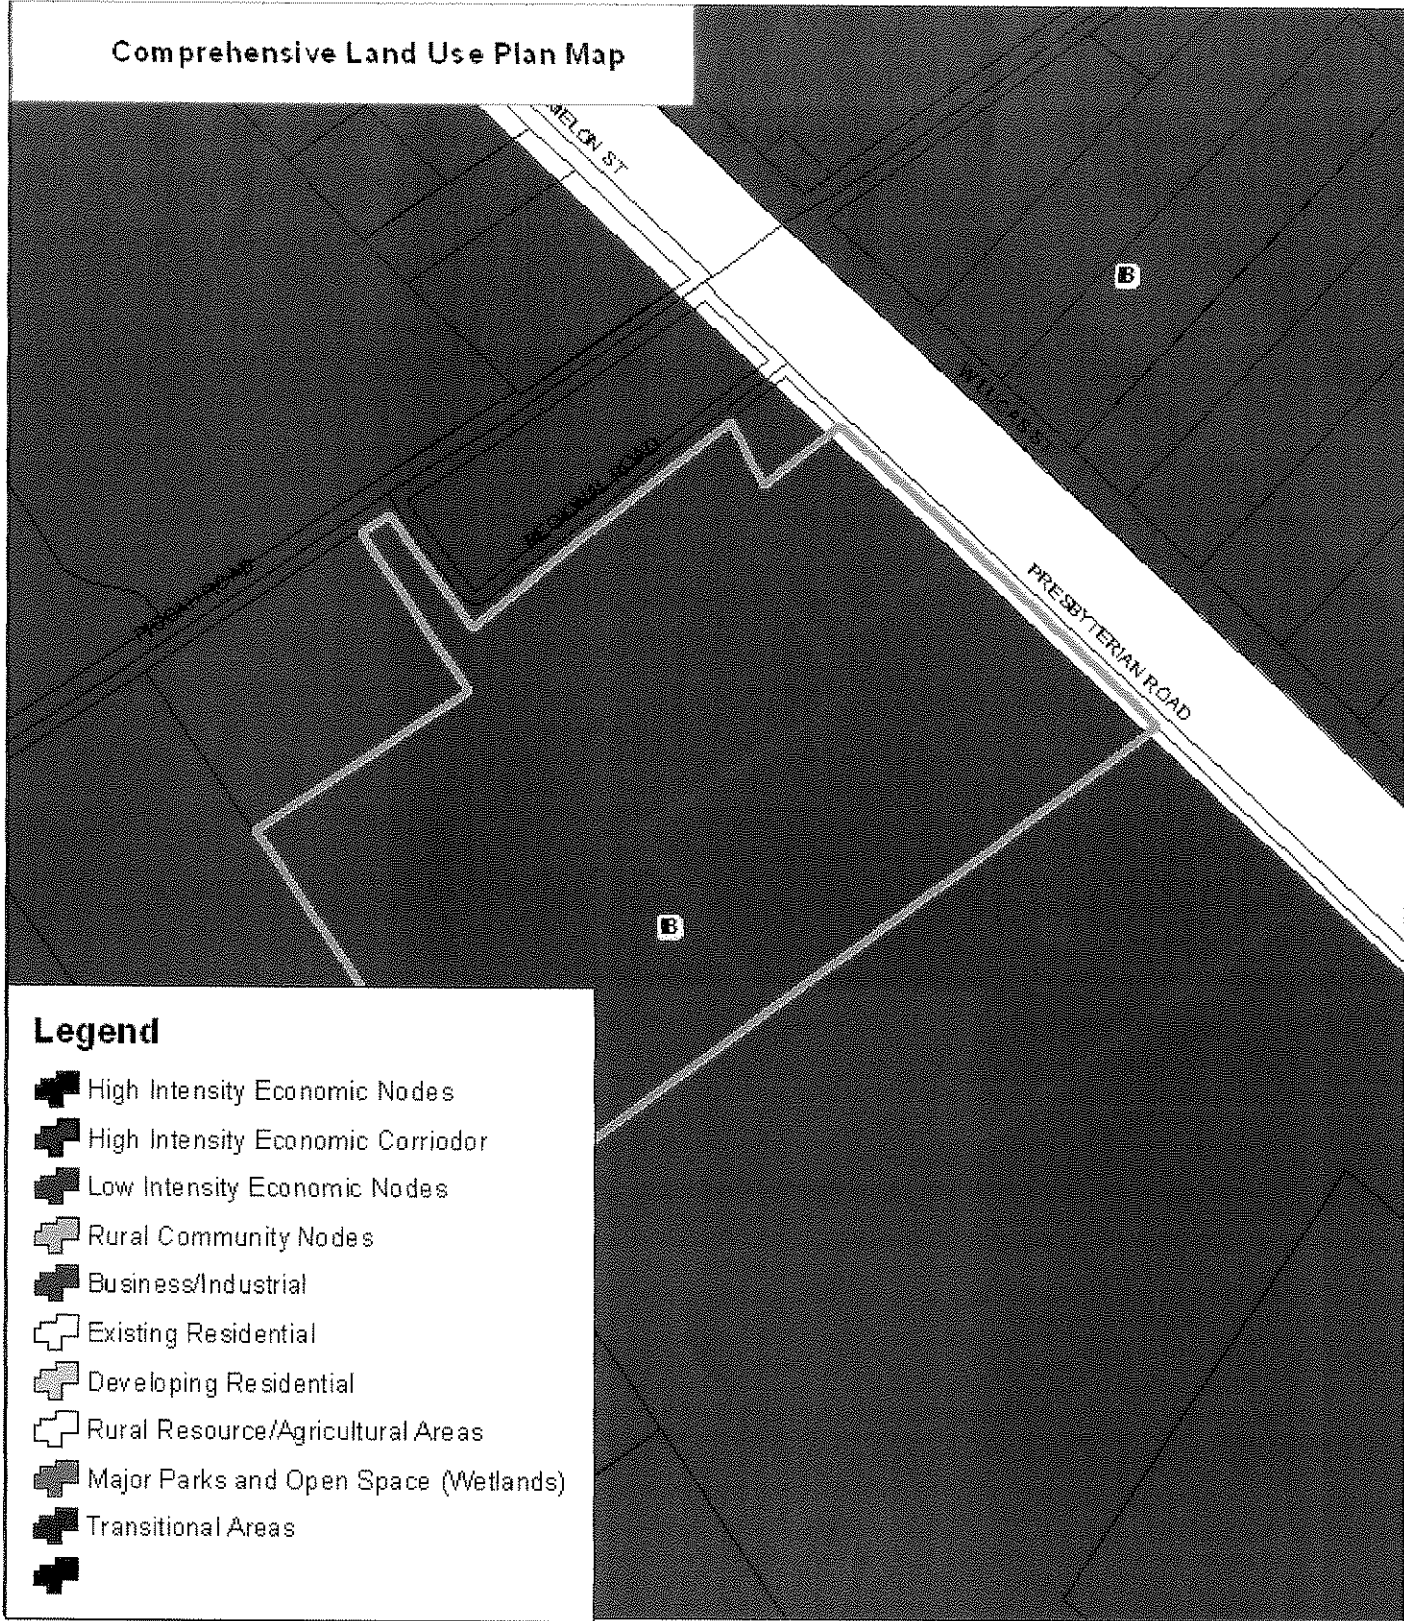 Comprehensive Land Use Plan Map
MELON ST
B
REGIONAL ROAD
PRESBYTERIAN ROAD
B
Legend
High Intensity Economic Nodes
High Intensity Economic Corriodor
Low Intensity Economic Nodes
Rural Community Nodes
Business/Industrial
Existing Residential
Developing Residential
Rural Resource/Agricultural Areas
Major Parks and Open Space (Wetlands)
Transitional Areas